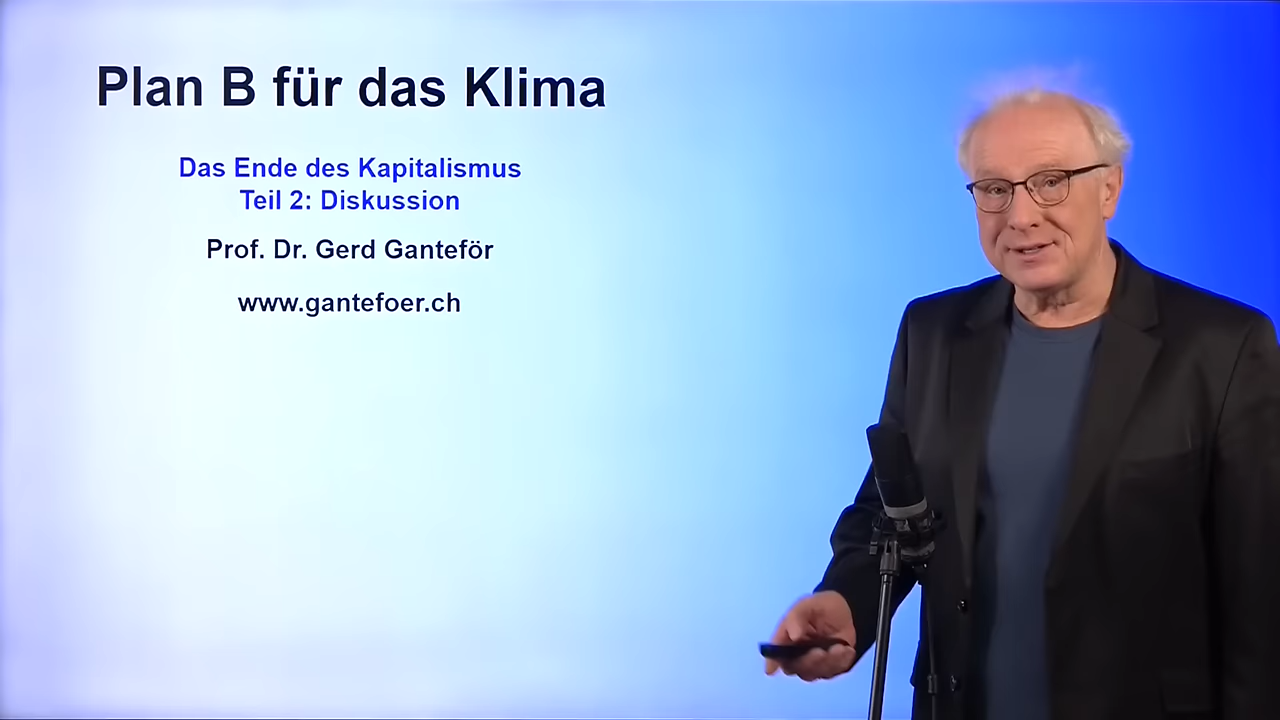 Plan B für das Klima
Das Ende des Kapitalismus
Teil 2: Diskussion
Prof. Dr. Gerd Ganteför
www.gantefoer.ch